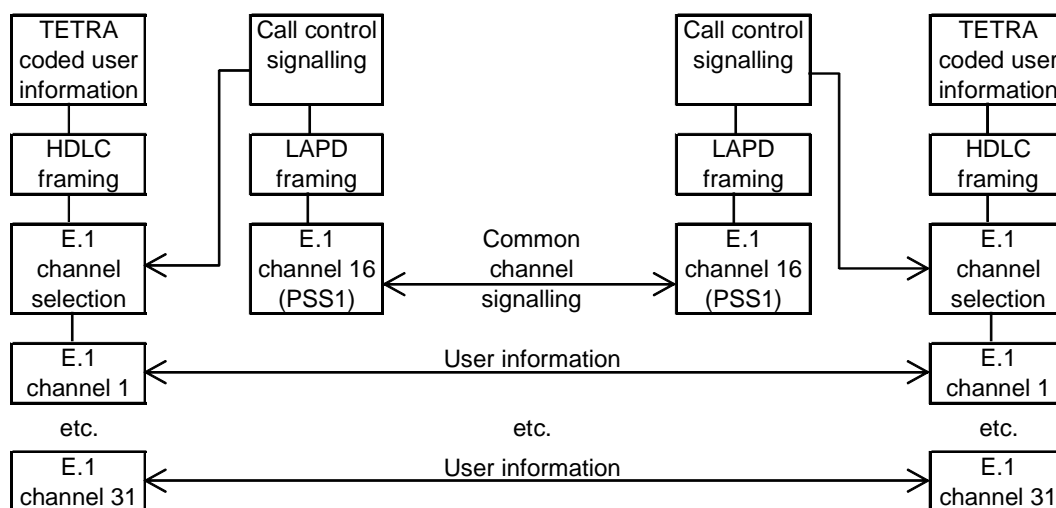 TETRA
coded user
information
Call control
signalling
Call control
signalling
TETRA
coded user
information
HDLC
framing
LAPD
framing
LAPD
framing
HDLC
framing
E.1
channel
selection
E.1
channel 16
(PSS1)
Common
channel
signalling
E.1
channel 16
(PSS1)
E.1
channel
selection
E.1
channel 1
User information
E.1
channel 1
etc.
etc.
etc.
E.1
channel 31
User information
E.1
channel 31